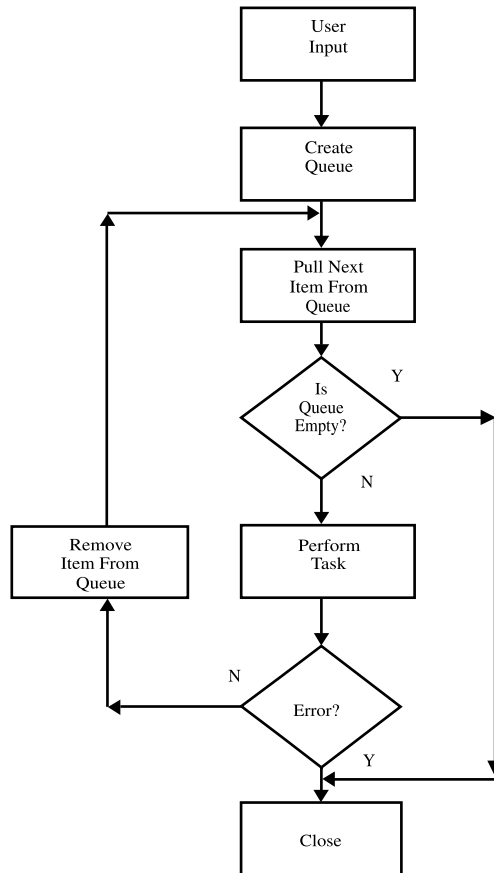 User
Input
Create
Queue
Pull Next
Item From
Queue
Is
Queue
Empty?
Y
N
Perform
Task
Remove
Item From
Queue
N
Error?
Y
Close